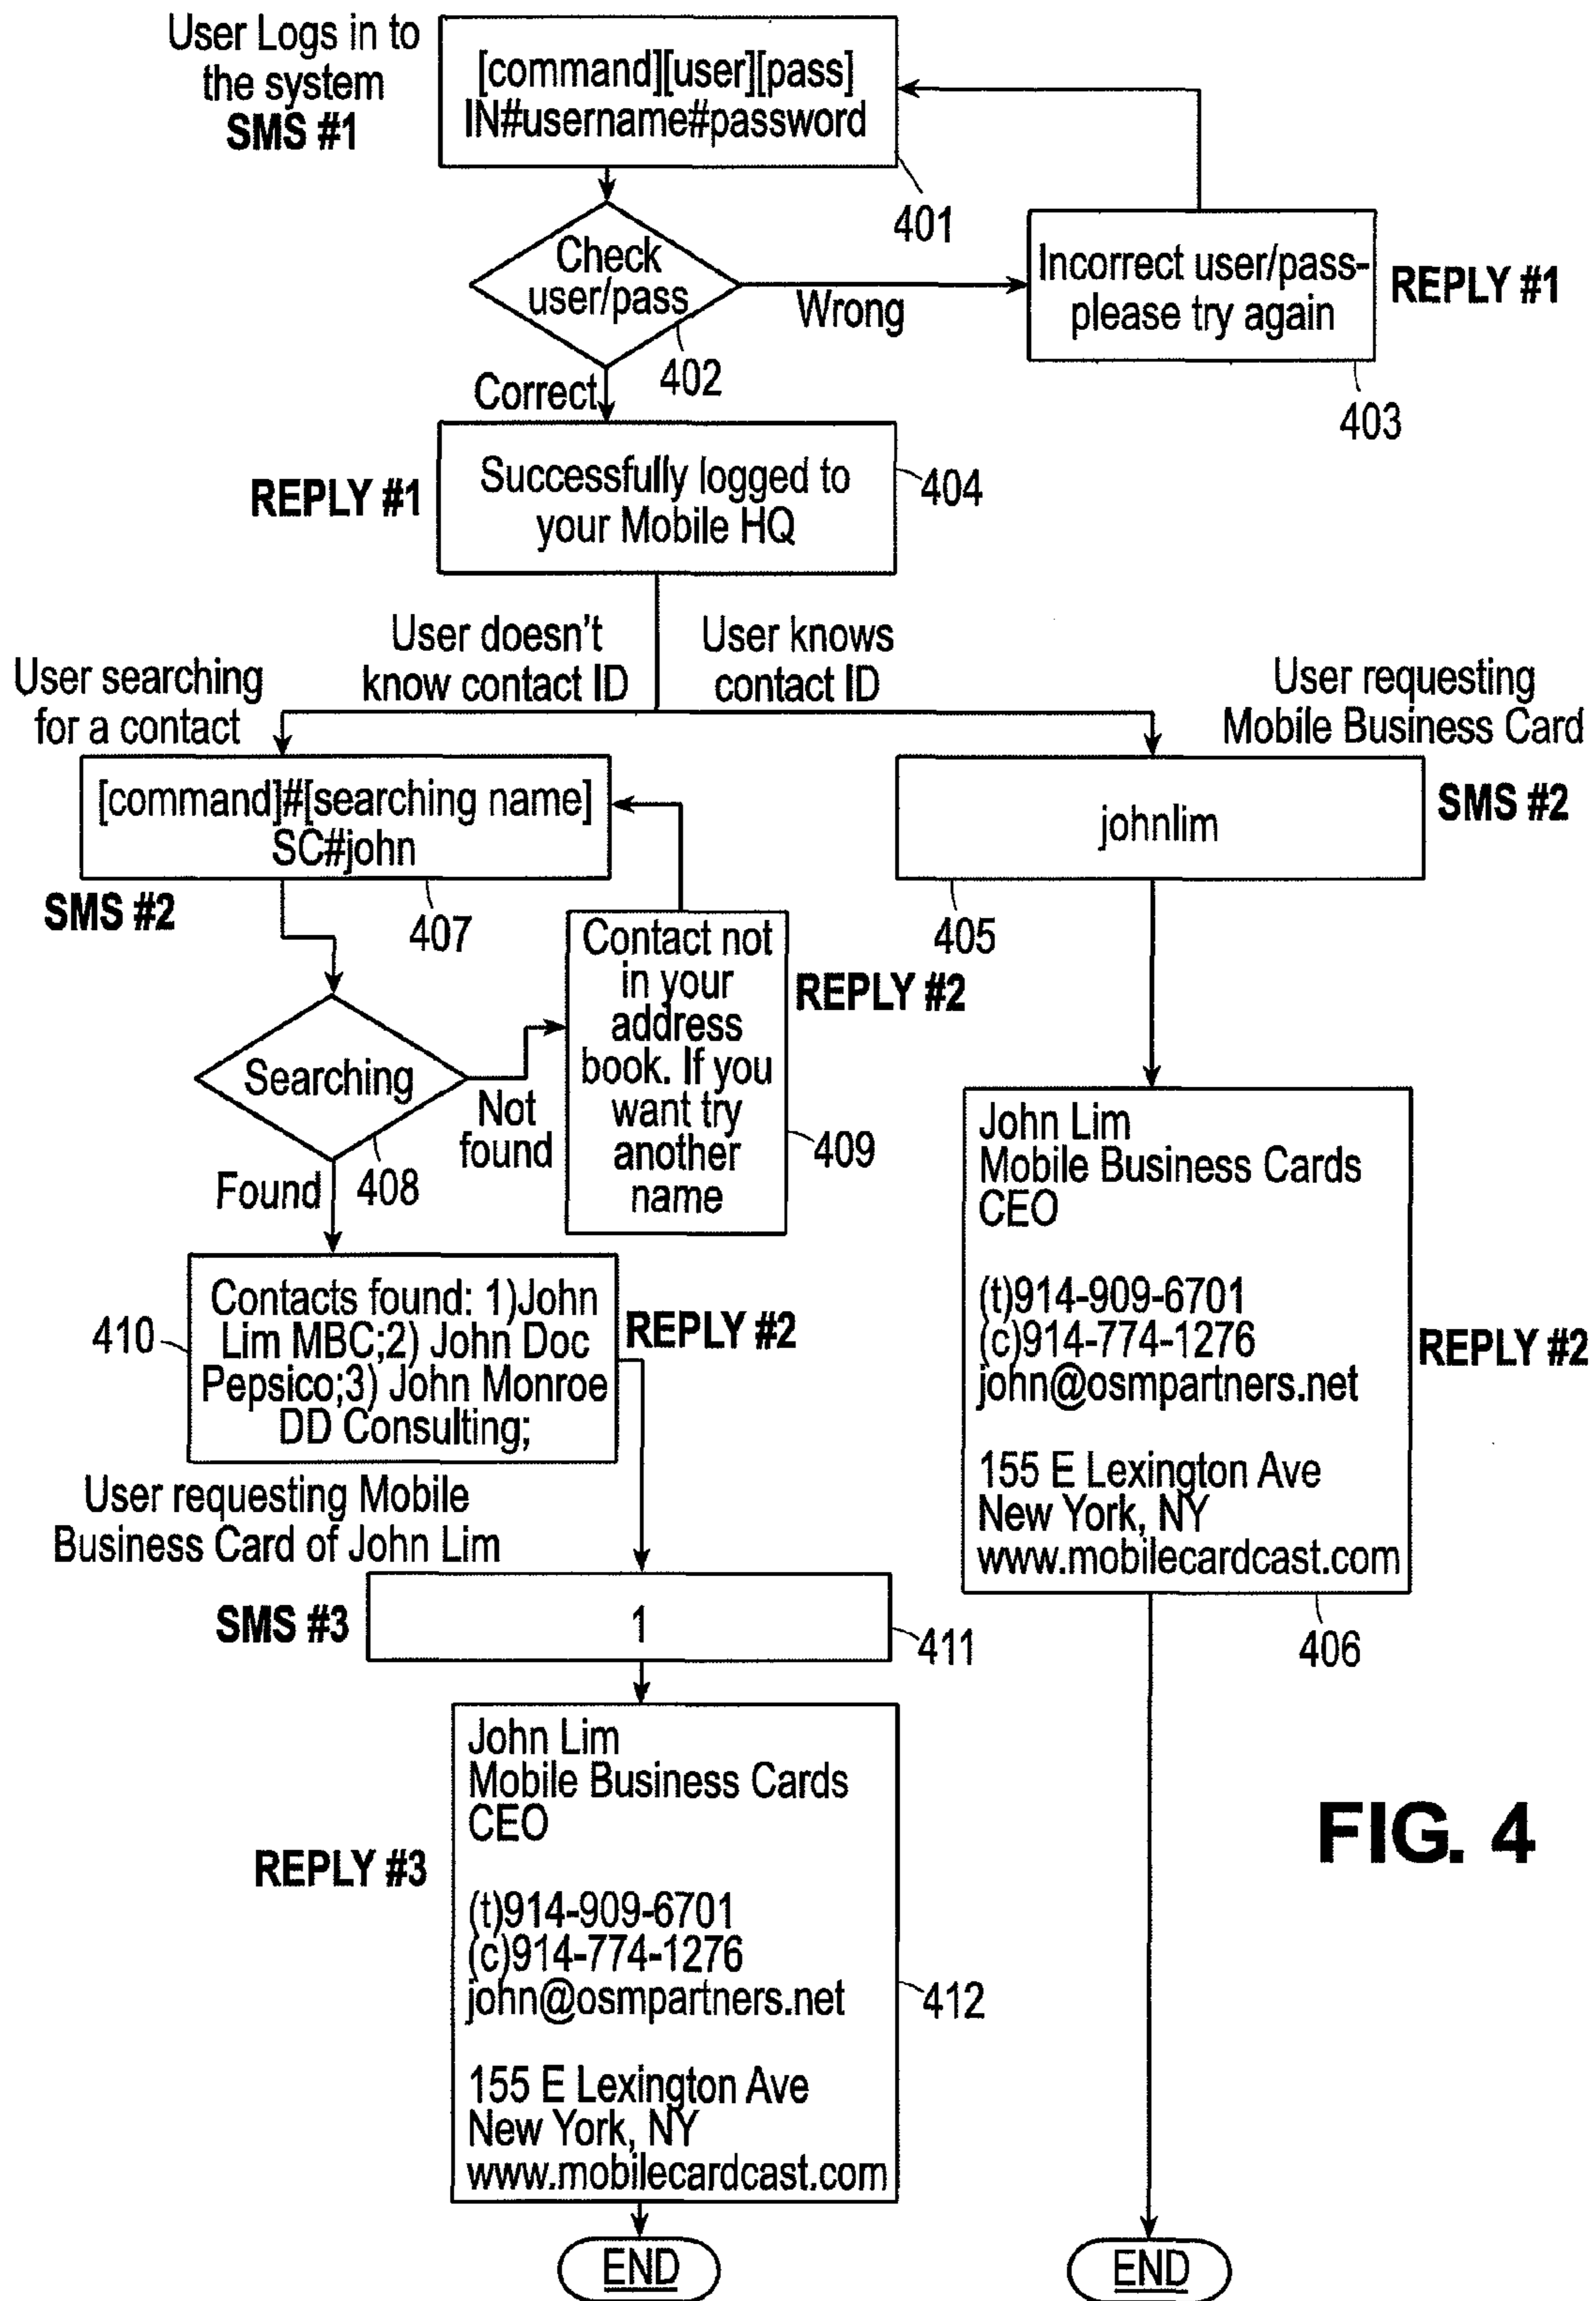 User Logs in to
the system
SMS #1
[command][user][pass]
IN#username#password
401
Check
user/pass
402
Wrong
Incorrect user/pass-
please try again
REPLY #1
403
Correct
REPLY #1
Successfully logged to
your Mobile HQ
404
User doesn't
know contact ID
User knows
contact ID
User searching
for a contact
[command]#[searching name]
SC#john
SMS #2
407
User requesting
Mobile Business Card
johnlim
SMS #2
405
Searching
408
Not
found
Contact not
in your
address
book. If you
want try
another
name
REPLY #2
409
Found
410
Contacts found: 1)John
Lim MBC;2) John Doc
Pepsico;3) John Monroe
DD Consulting;
REPLY #2
John Lim
Mobile Business Cards
CEO
(t)914-909-6701
(c)914-774-1276
john@osmpartners.net
155 E Lexington Ave
New York, NY
www.mobilecardcast.com
REPLY #2
406
User requesting Mobile
Business Card of John Lim
SMS #3
1
411
REPLY #3
John Lim
Mobile Business Cards
CEO
(t)914-909-6701
(c)914-774-1276
john@osmpartners.net
155 E Lexington Ave
New York, NY
www.mobilecardcast.com
412
END
END
FIG. 4